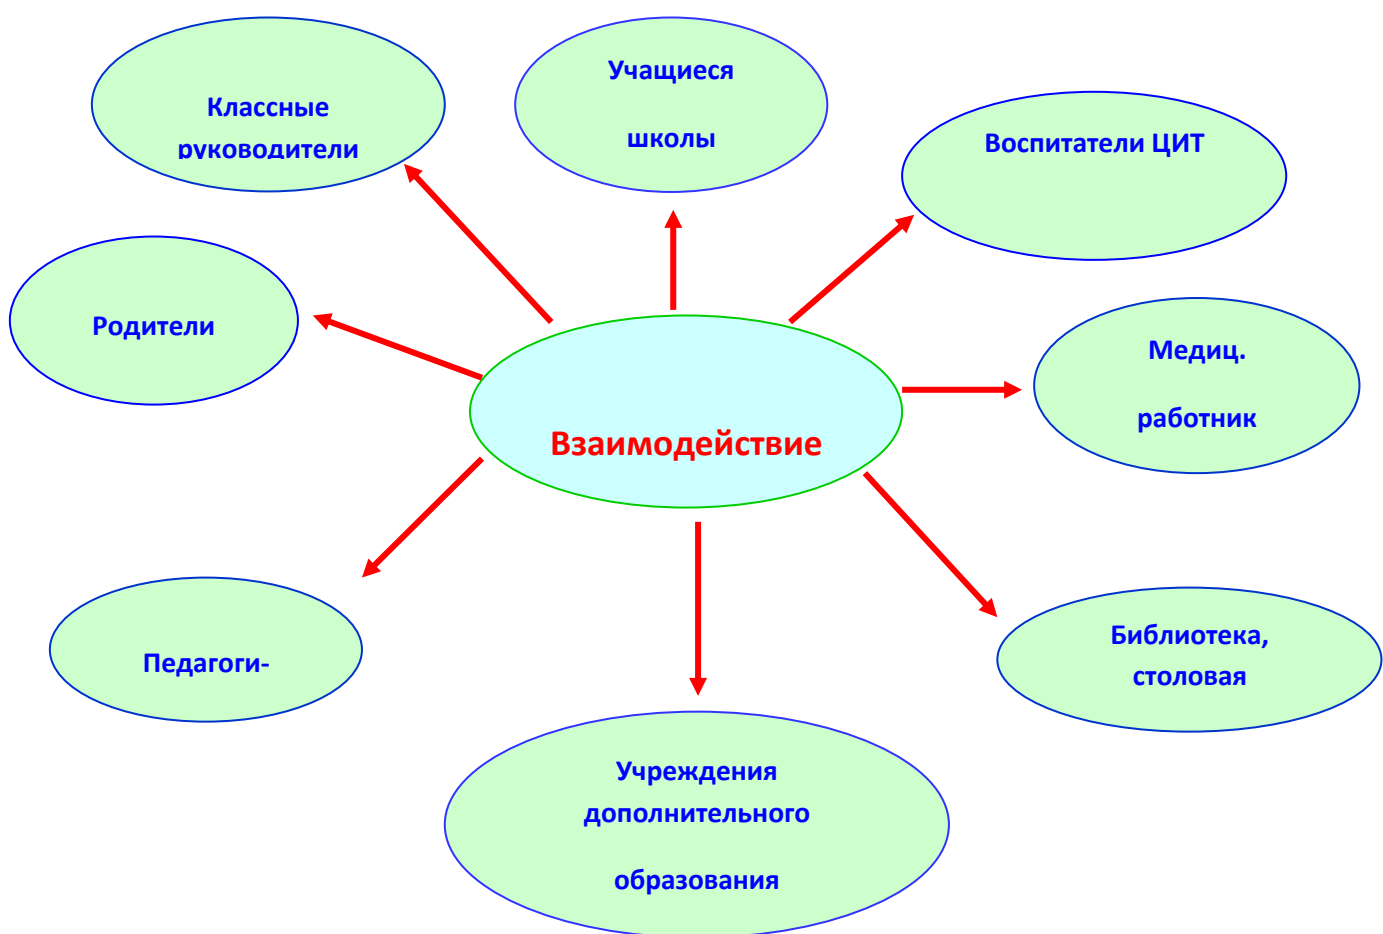 Учащиеся
школы
Классные
руководители
Воспитатели ЦИТ
Родители
Медиц.
работник
Взаимодействие
Педагоги-
Библиотека,
столовая
Учреждения
дополнительного
образования